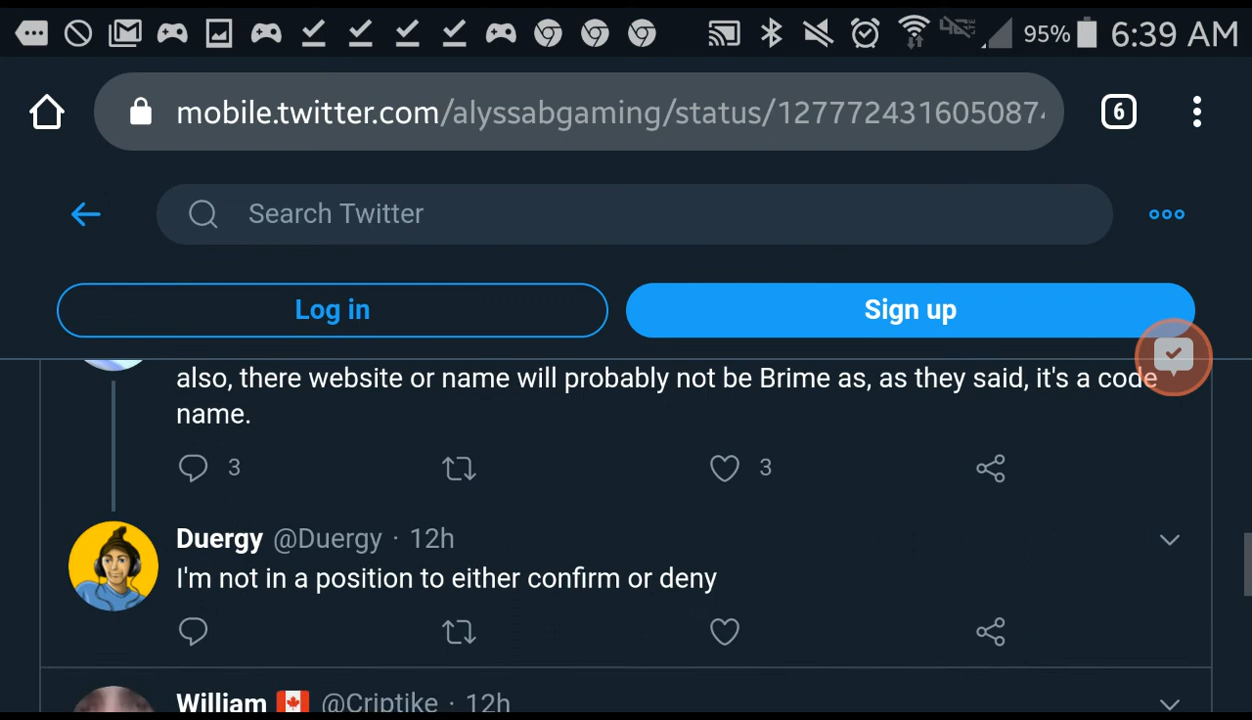 95% 6:39 AM
mobile.twitter.com/alyssabgaming/status/127772431605087
6
Search Twitter
Log in
Sign up
also, there website or name will probably not be Brime as, as they said, it's a code
name.
3
3
Duergy @Duergy · 12h
I'm not in a position to either confirm or deny
William 🇨🇦 @Criptike · 12h